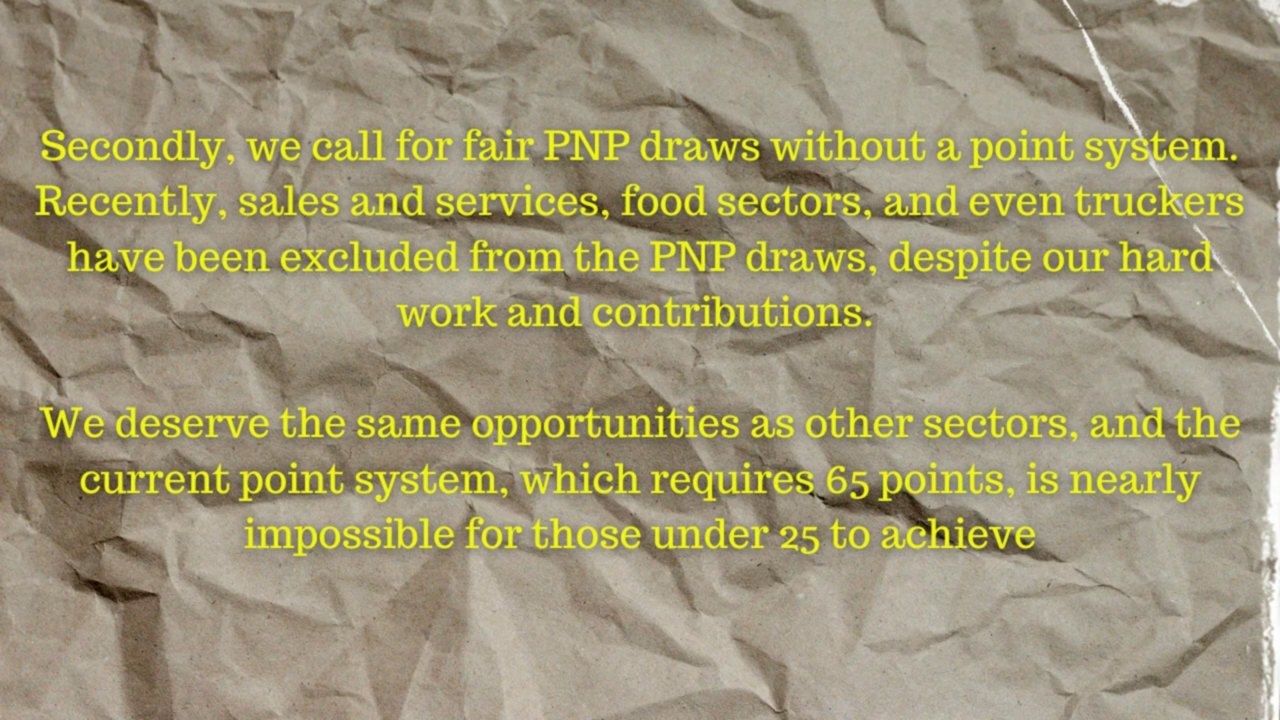 Secondly, we call for fair PNP draws without a point system.
Recently, sales and services, food sectors, and even truckers
have been excluded from the PNP draws, despite our hard
work and contributions.
We deserve the same opportunities as other sectors, and the
current point system, which requires 65 points, is nearly
impossible for those under 25 to achieve